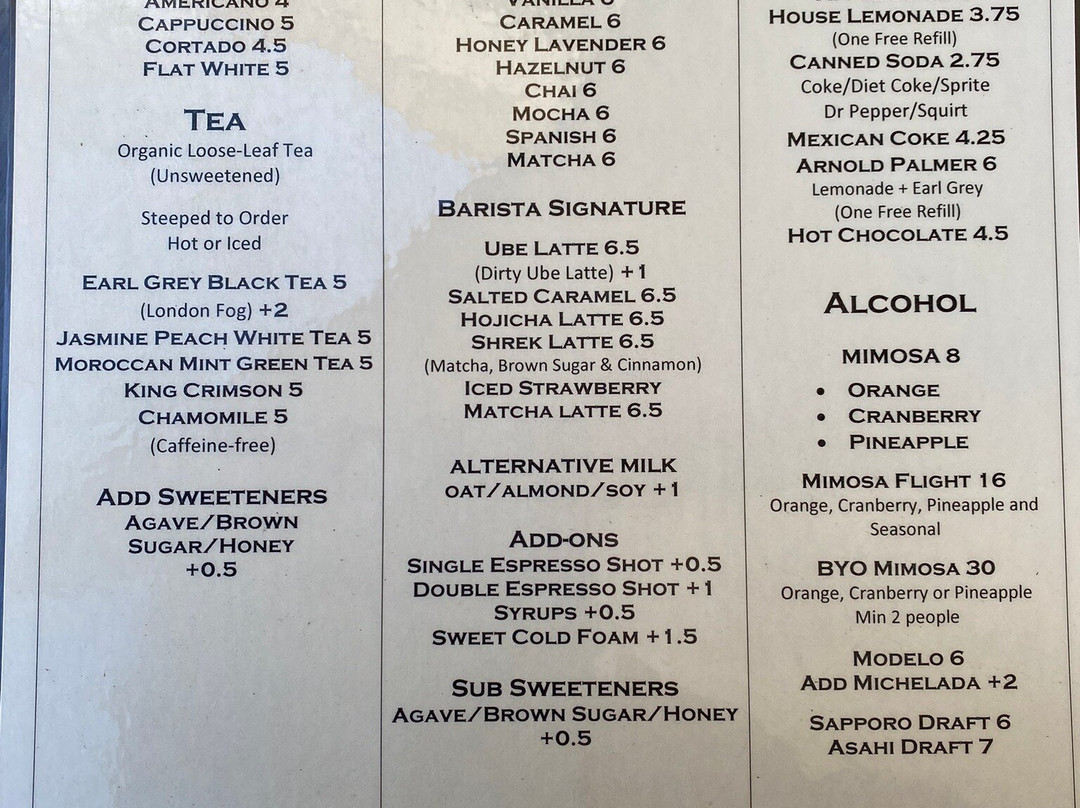 AMERICANO 4
CAPPUCCINO 5
CORTADO 4.5
FLAT WHITE 5
TEA
Organic Loose-Leaf Tea
(Unsweetened)
Steeped to Order
Hot or Iced
EARL GREY BLACK TEA 5
(London Fog) +2
JASMINE PEACH WHITE TEA 5
MOROCCAN MINT GREEN TEA 5
KING CRIMSON 5
CHAMOMILE 5
(Caffeine-free)
ADD SWEETENERS
AGAVE/BROWN
SUGAR/HONEY
+0.5
VANILLA 6
CARAMEL 6
HONEY LAVENDER 6
HAZELNUT 6
CHAI 6
MOCHA 6
SPANISH 6
MATCHA 6
BARISTA SIGNATURE
UBE LATTE 6.5
(Dirty Ube Latte) +1
SALTED CARAMEL 6.5
HOJICHA LATTE 6.5
SHREK LATTE 6.5
(Matcha, Brown Sugar & Cinnamon)
ICED STRAWBERRY
MATCHA LATTE 6.5
ALTERNATIVE MILK
OAT/ALMOND/SOY +1
ADD-ONS
SINGLE ESPRESSO SHOT +0.5
DOUBLE ESPRESSO SHOT +1
SYRUPS +0.5
SWEET COLD FOAM +1.5
SUB SWEETENERS
AGAVE/BROWN SUGAR/HONEY
+0.5
HOUSE LEMONADE 3.75
(One Free Refill)
CANNED SODA 2.75
Coke/Diet Coke/Sprite
Dr Pepper/Squirt
MEXICAN COKE 4.25
ARNOLD PALMER 6
Lemonade + Earl Grey
(One Free Refill)
HOT CHOCOLATE 4.5
ALCOHOL
MIMOSA 8
• ORANGE
• CRANBERRY
• PINEAPPLE
MIMOSA FLIGHT 16
Orange, Cranberry, Pineapple and
Seasonal
BYO MIMOSA 30
Orange, Cranberry or Pineapple
Min 2 people
MODELO 6
ADD MICHELADA +2
SAPPORO DRAFT 6
ASAHI DRAFT 7